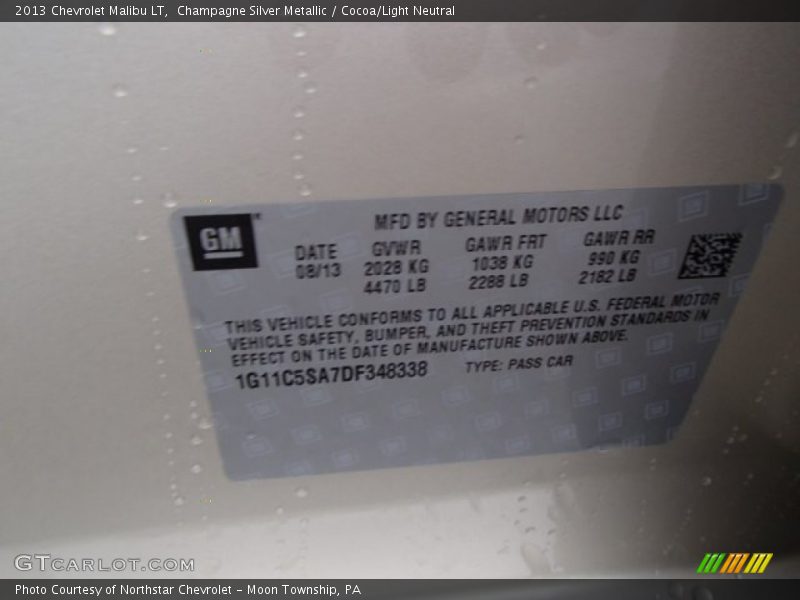 2013 Chevrolet Malibu LT,  Champagne Silver Metallic / Cocoa/Light Neutral
GM
MFD BY GENERAL MOTORS LLC
DATE GVWR GAWR FRT GAWR RR
08/13 2028 KG 1038 KG 990 KG
4470 LB 2288 LB 2182 LB
THIS VEHICLE CONFORMS TO ALL APPLICABLE U.S. FEDERAL MOTOR
VEHICLE SAFETY, BUMPER, AND THEFT PREVENTION STANDARDS IN
EFFECT ON THE DATE OF MANUFACTURE SHOWN ABOVE.
1G11C5SA7DF348338 TYPE: PASS CAR
GTCARLOT.COM
Photo Courtesy of Northstar Chevrolet - Moon Township, PA